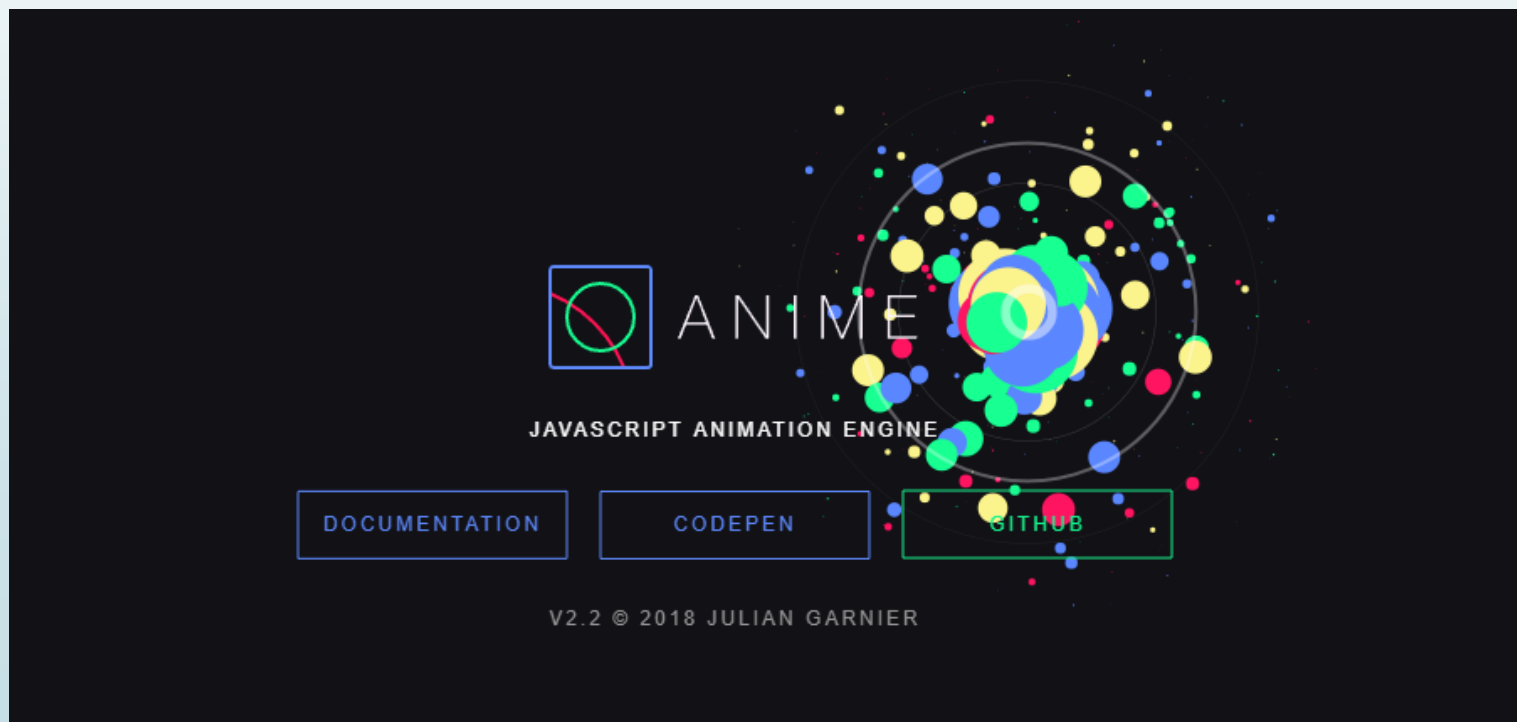 ANIME
JAVASCRIPT ANIMATION ENGINE
DOCUMENTATION
CODEPEN
GITHUB
V2.2 © 2018 JULIAN GARNIER